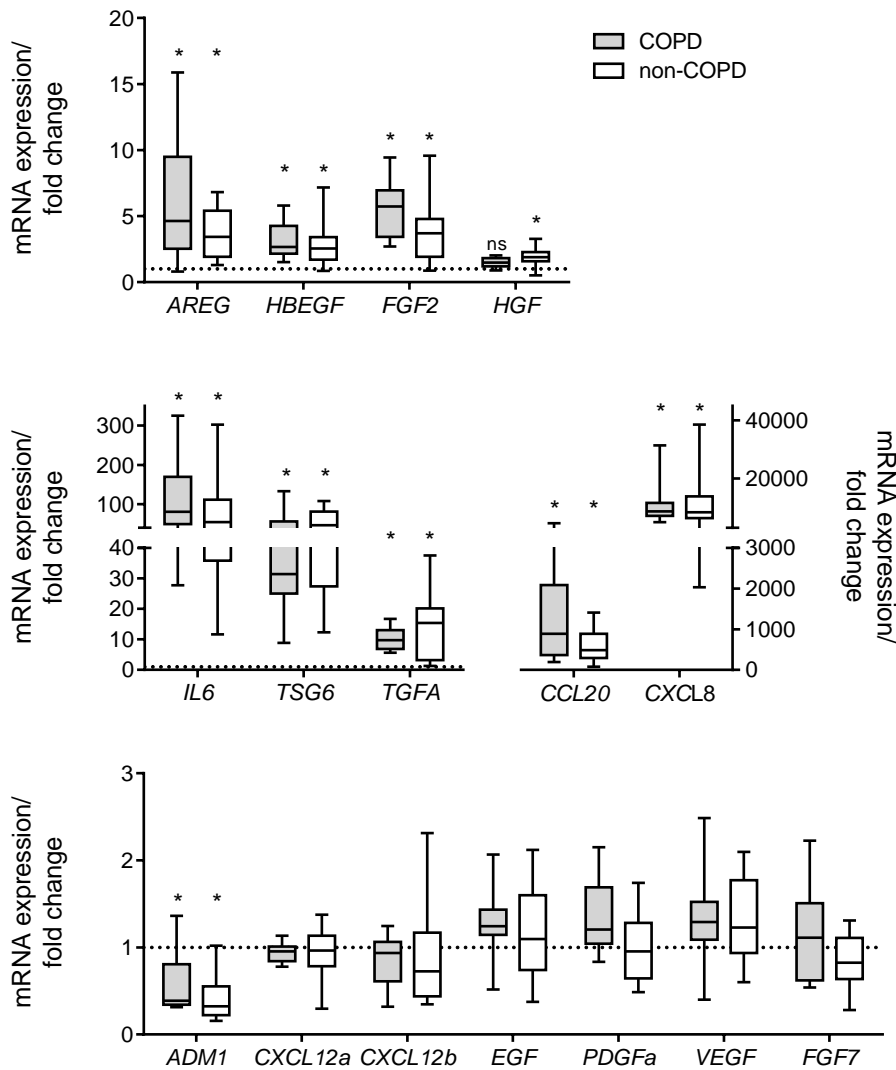 mRNA expression/
fold change
20
15
10
5
0
* * * * * * ns *
AREG HBEGF FGF2 HGF
COPD
non-COPD
mRNA expression/
fold change
300
200
100
40
30
20
10
0
* * * * * *
IL6 TSG6 TGFA
* * * *
CCL20 CXCL8
40000
20000
3000
2000
1000
0
mRNA expression/
fold change
mRNA expression/
fold change
3
2
1
0
* *
ADM1 CXCL12a CXCL12b EGF PDGFa VEGF FGF7